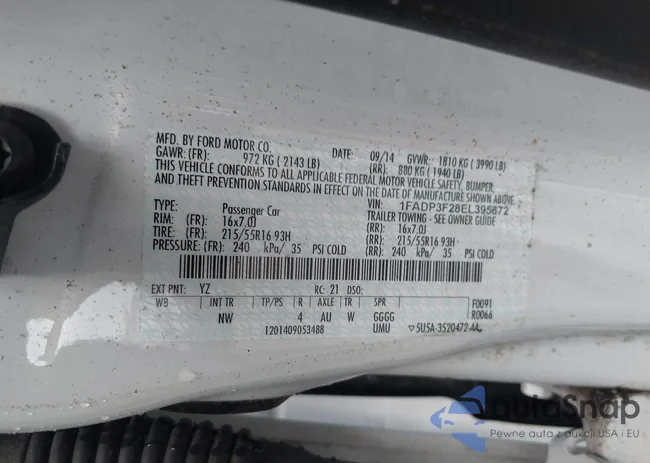 MFD. BY FORD MOTOR CO. DATE: 09/14 GVWR: 1810 KG ( 3990 LB)
GAWR: (FR): 972 KG ( 2143 LB) (RR): 880 KG ( 1940 LB)
THIS VEHICLE CONFORMS TO ALL APPLICABLE FEDERAL MOTOR VEHICLE SAFETY, BUMPER,
AND THEFT PREVENTION STANDARDS IN EFFECT ON THE DATE OF MANUFACTURE SHOWN ABOVE.
VIN: 1FADP3F28EL395872
TYPE: Passenger Car TRAILER TOWING - SEE OWNER GUIDE
RIM: (FR): 16x7.0J (RR): 16x7.0J
TIRE: (FR): 215/55R16 93H (RR): 215/55R16 93H
PRESSURE: (FR): 240 kPa/ 35 PSI COLD (RR): 240 kPa/ 35 PSI COLD
EXT PNT: YZ RC: 21 DSO:
WB INT TR TP/PS R AXLE TR SPR F0091
NW 4 AU W GGGG R0066
1201409053488 UMU 5U5A-3520472-AA
autoSnap
Pewne auta z aukcji USA i EU